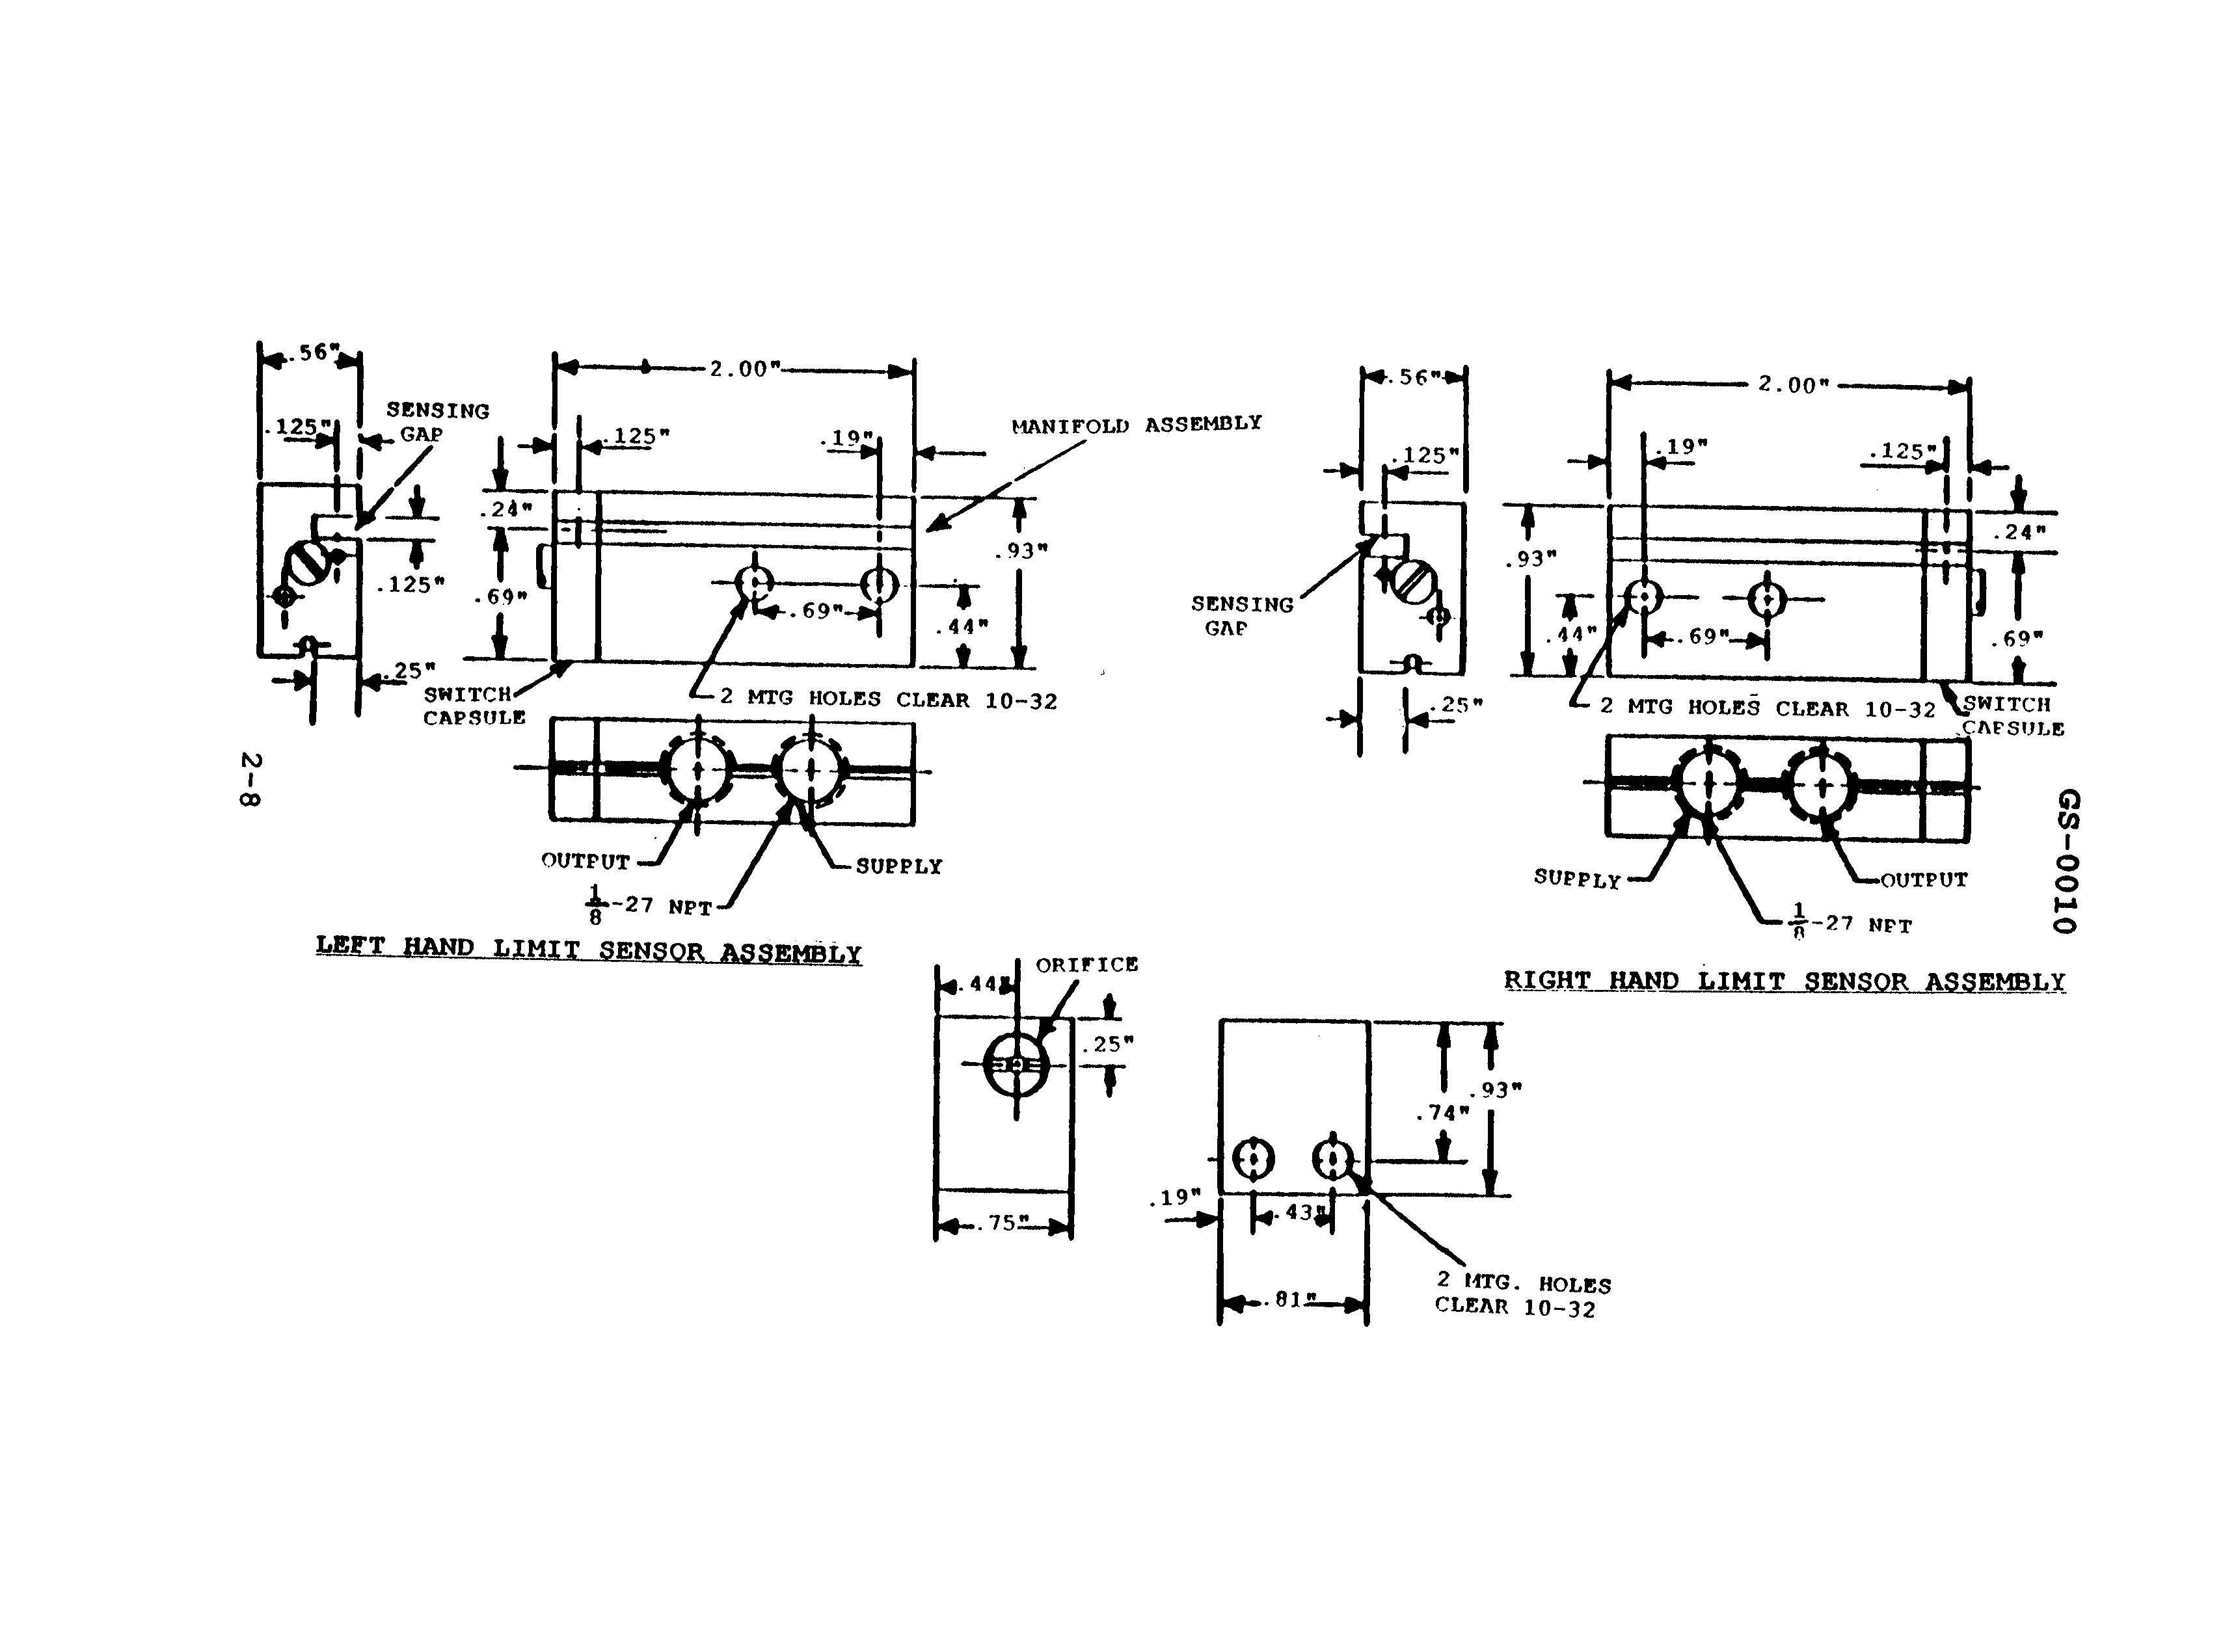 .56"
2.00"
.125"
SENSING
GAP
.125"
.19"
MANIFOLD ASSEMBLY
.24"
.93"
.125"
.69"
.69"
.44"
.25"
SWITCH
CAPSULE
2 MTG HOLES CLEAR 10-32
OUTPUT
SUPPLY
1/8-27 NPT
LEFT HAND LIMIT SENSOR ASSEMBLY
2-8
.56"
2.00"
.125"
.19"
.125"
.24"
.93"
SENSING
GAP
.44"
.69"
.69"
.25"
2 MTG HOLES CLEAR 10-32
SWITCH
CAPSULE
SUPPLY
OUTPUT
1/8-27 NPT
RIGHT HAND LIMIT SENSOR ASSEMBLY
GS-0010
.44"
ORIFICE
.25"
.75"
.93"
.74"
.19"
.43"
.81"
2 MTG. HOLES
CLEAR 10-32